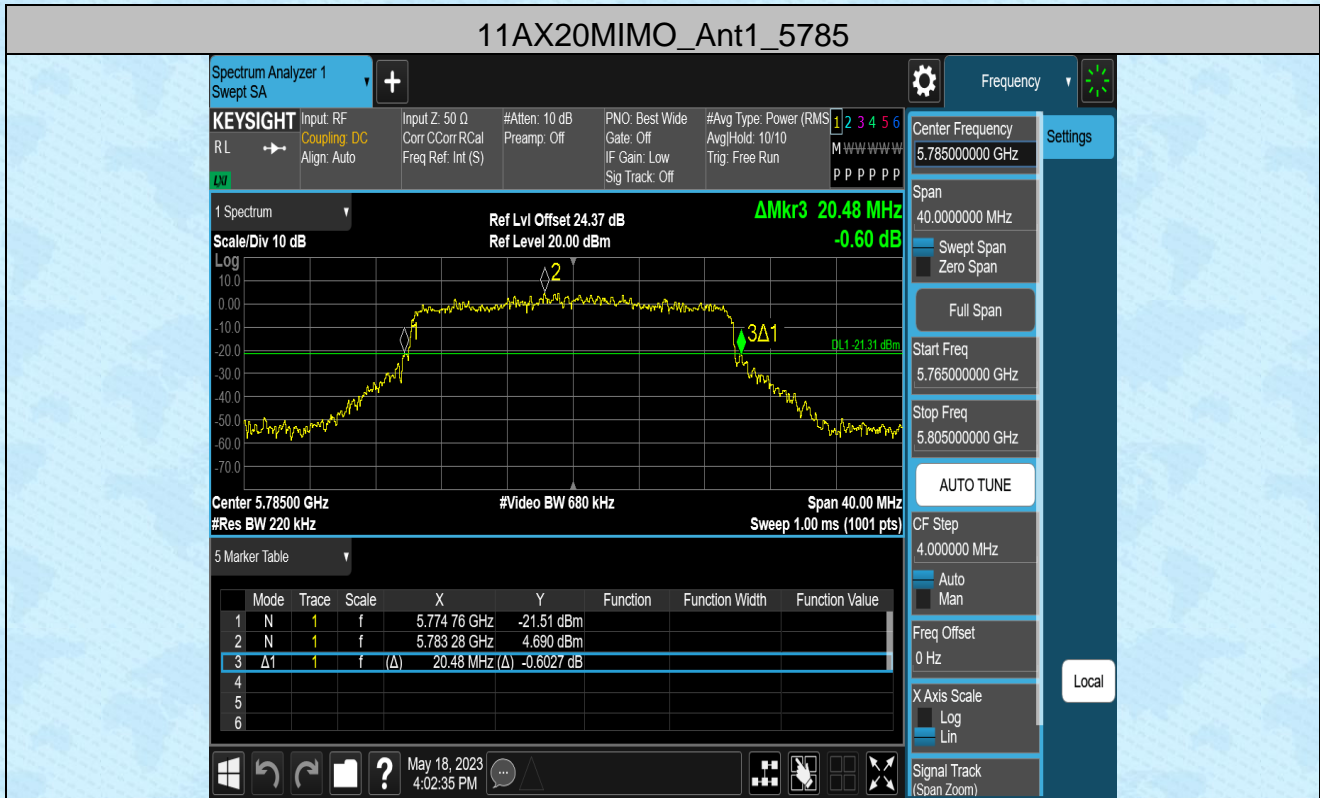 11AX20MIMO_Ant1_5785
Spectrum Analyzer 1
Swept SA
Frequency
KEYSIGHT
RL
LXI
Input: RF
Coupling: DC
Align: Auto
Input Z: 50 Ω
Corr CCorr RCal
Freq Ref: Int (S)
#Atten: 10 dB
Preamp: Off
PNO: Best Wide
Gate: Off
IF Gain: Low
Sig Track: Off
#Avg Type: Power (RMS
Avg|Hold: 10/10
Trig: Free Run
1 2 3 4 5 6
M W W W W W
P P P P P P
1 Spectrum
Scale/Div 10 dB
Ref Lvl Offset 24.37 dB
Ref Level 20.00 dBm
ΔMkr3 20.48 MHz
-0.60 dB
Log
10.0
0.00
-10.0
-20.0
-30.0
-40.0
-50.0
-60.0
-70.0
1
2
3Δ1
DL1 -21.31 dBm
Center 5.78500 GHz
#Res BW 220 kHz
#Video BW 680 kHz
Span 40.00 MHz
Sweep 1.00 ms (1001 pts)
5 Marker Table
Mode Trace Scale X Y Function Function Width Function Value
1 N 1 f 5.774 76 GHz -21.51 dBm
2 N 1 f 5.783 28 GHz 4.690 dBm
3 Δ1 1 f (Δ) 20.48 MHz (Δ) -0.6027 dB
4
5
6
May 18, 2023
4:02:35 PM
Center Frequency
5.785000000 GHz
Settings
Span
40.0000000 MHz
Swept Span
Zero Span
Full Span
Start Freq
5.765000000 GHz
Stop Freq
5.805000000 GHz
AUTO TUNE
CF Step
4.000000 MHz
Auto
Man
Freq Offset
0 Hz
X Axis Scale
Log
Lin
Local
Signal Track
(Span Zoom)